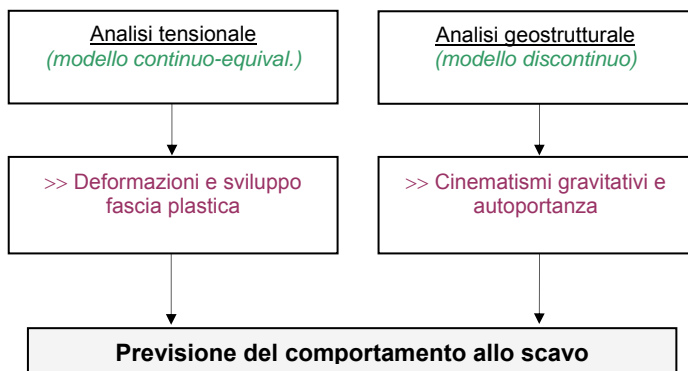 Analisi tensionale
(modello continuo-equival.)
Analisi geostrutturale
(modello discontinuo)
>> Deformazioni e sviluppo
fascia plastica
>> Cinematismi gravitativi e
autoportanza
Previsione del comportamento allo scavo